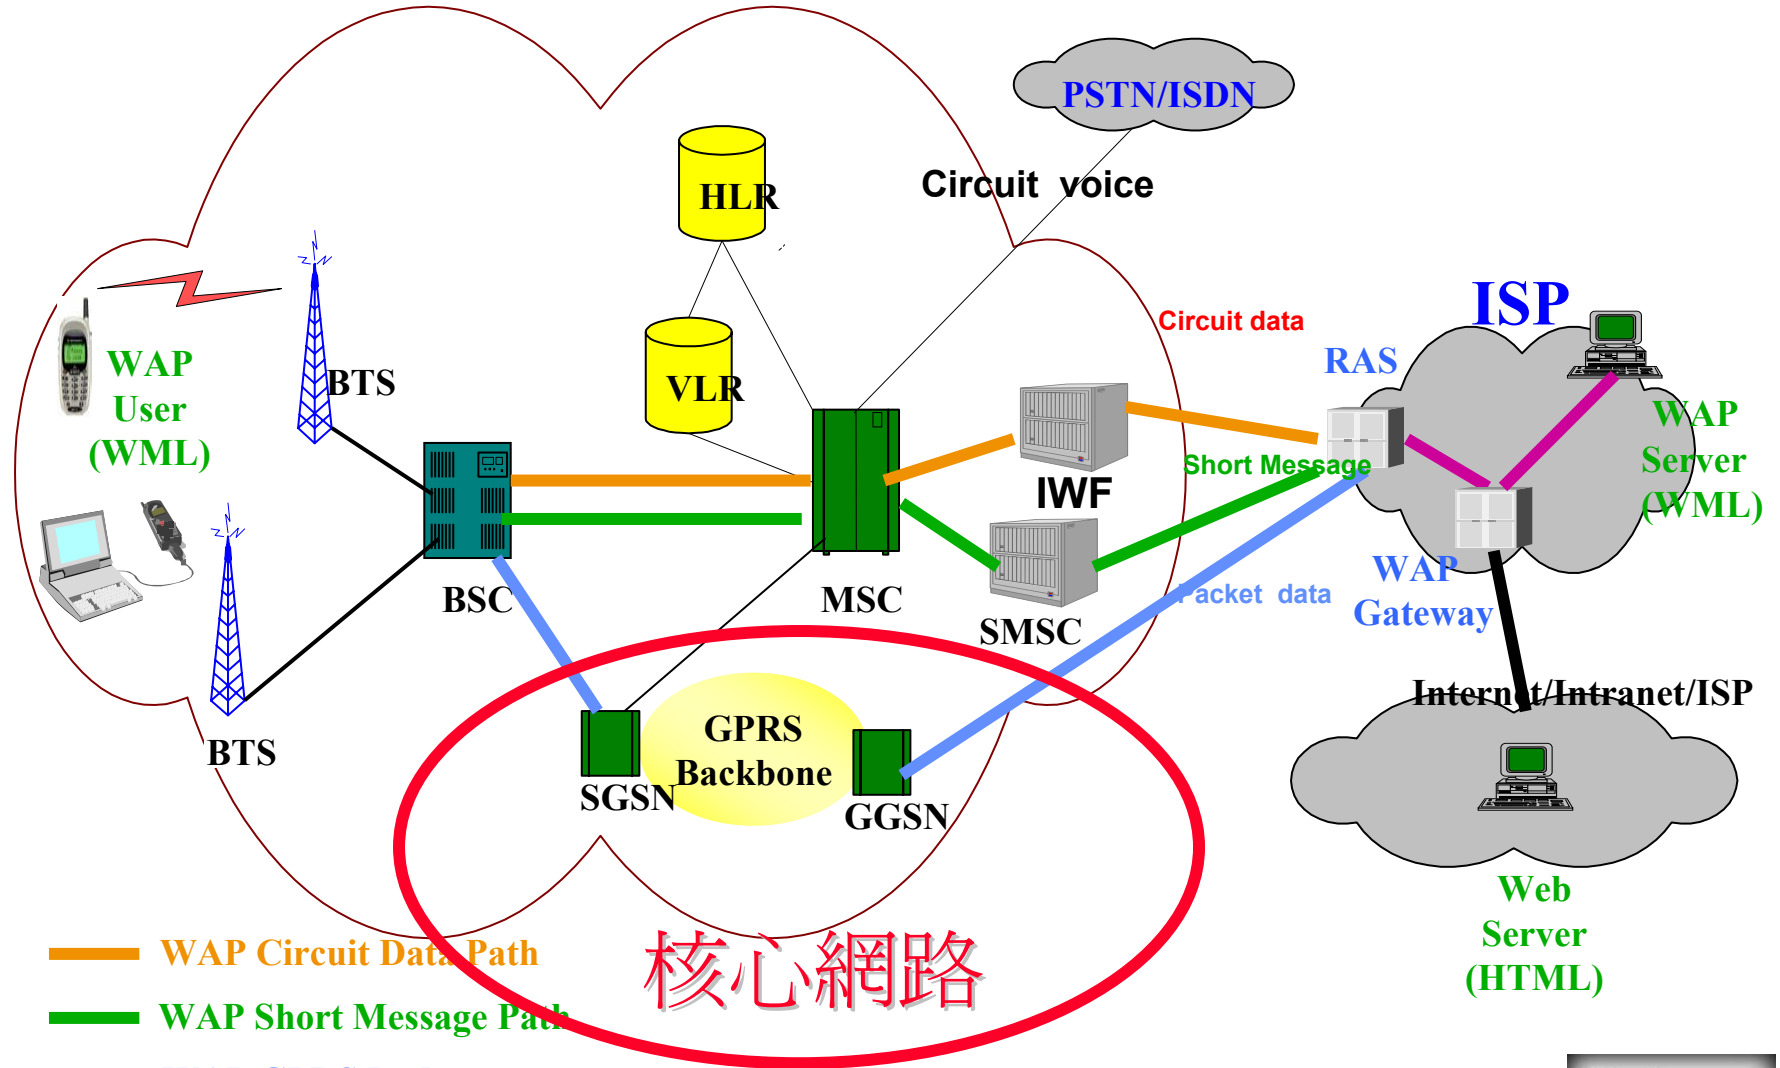 PSTN/ISDN
Circuit voice
HLR
ISP
Circuit data
RAS
WAP
User
(WML)
BTS
VLR
WAP
Server
(WML)
Short Message
IWF
BSC
MSC
SMSC
Packet data
WAP
Gateway
Internet/Intranet/ISP
BTS
GPRS
Backbone
SGSN
GGSN
Web
Server
(HTML)
核心網路
WAP Circuit Data Path
WAP Short Message Path